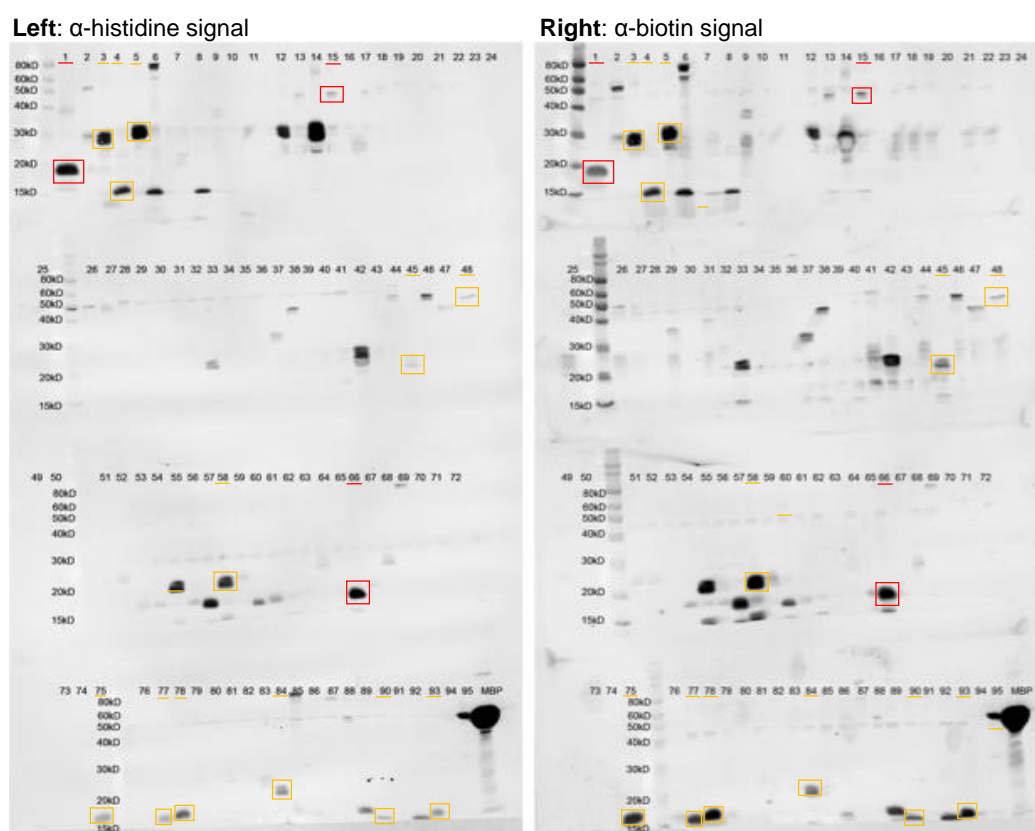 Left: α-histidine signal
Right: α-biotin signal
1 2 3 4 5 6 7 8 9 10 11 12 13 14 15 16 17 18 19 20 21 22 23 24
80kD
60kD
50kD
40kD
30kD
20kD
15kD
1 2 3 4 5 6 7 8 9 10 11 12 13 14 15 16 17 18 19 20 21 22 23 24
80kD
60kD
50kD
40kD
30kD
20kD
15kD
25 26 27 28 29 30 31 33 34 35 36 37 38 39 40 41 42 43 44 45 46 47 48
80kD
60kD
50kD
40kD
30kD
20kD
15kD
25 26 27 28 29 30 31 32 33 34 35 36 37 38 39 40 41 42 43 44 45 46 47 48
80kD
60kD
50kD
40kD
30kD
20kD
15kD
49 50 51 52 53 54 55 56 57 58 59 60 61 62 63 64 65 66 67 68 69 70 71 72
80kD
60kD
50kD
40kD
30kD
20kD
15kD
49 50 51 52 53 54 55 56 57 58 59 60 61 62 63 64 65 66 67 68 69 70 71 72
80kD
60kD
50kD
40kD
30kD
20kD
15kD
73 74 75 76 77 78 79 80 81 82 83 84 85 86 87 88 89 90 91 92 93 94 95 MBP
80kD
60kD
50kD
40kD
30kD
20kD
15kD
73 74 75 76 77 78 79 80 81 82 83 84 85 86 87 88 89 90 91 92 93 94 95 MBP
80kD
60kD
50kD
40kD
30kD
20kD
15kD